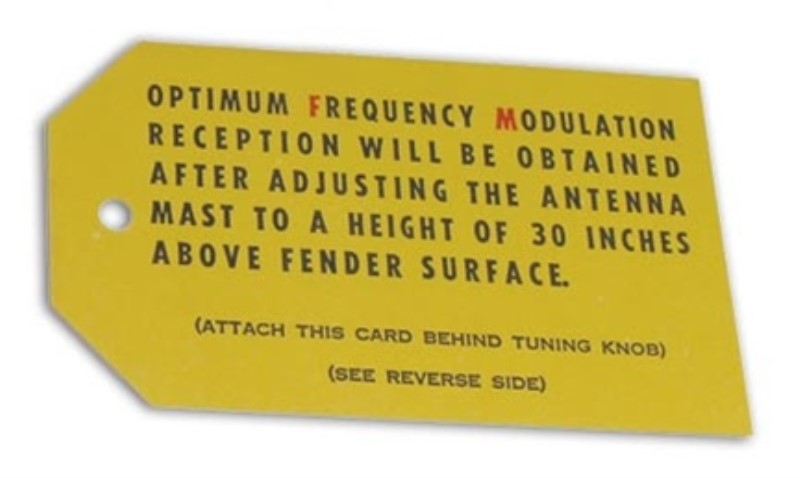 OPTIMUM FREQUENCY MODULATION
RECEPTION WILL BE OBTAINED
AFTER ADJUSTING THE ANTENNA
MAST TO A HEIGHT OF 30 INCHES
ABOVE FENDER SURFACE.
(ATTACH THIS CARD BEHIND TUNING KNOB)
(SEE REVERSE SIDE)